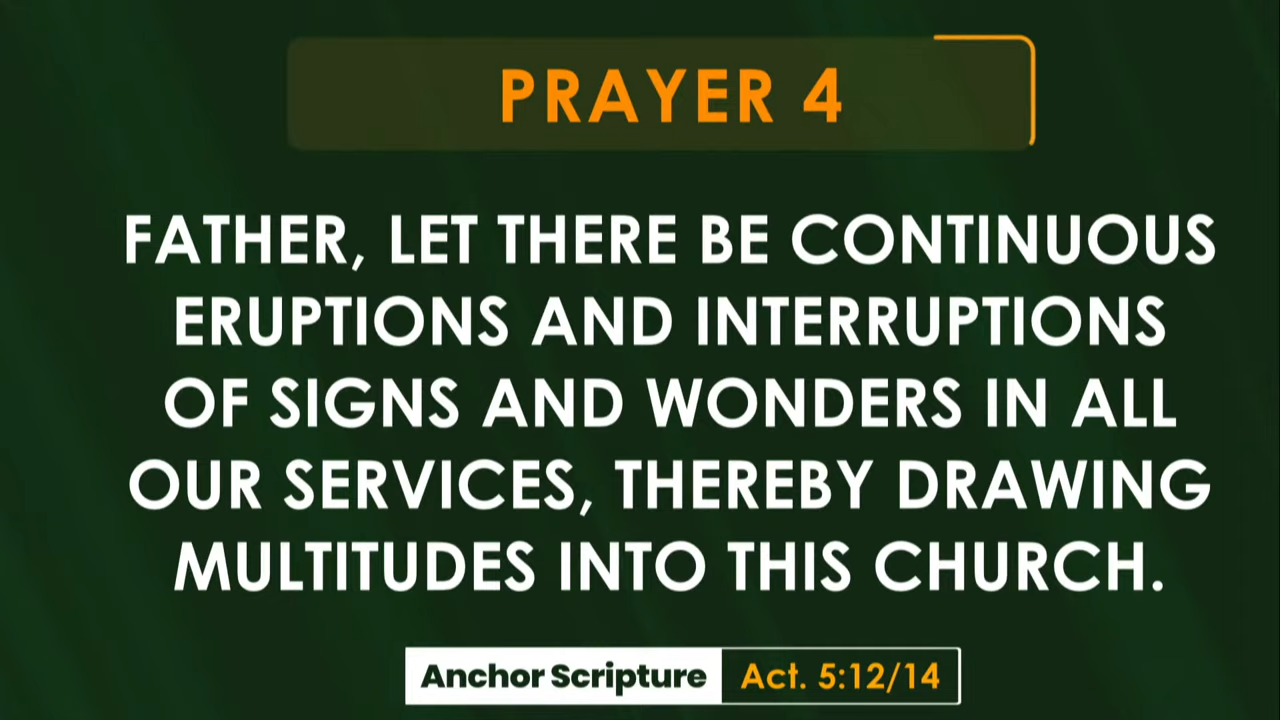 PRAYER 4
FATHER, LET THERE BE CONTINUOUS
ERUPTIONS AND INTERRUPTIONS
OF SIGNS AND WONDERS IN ALL
OUR SERVICES, THEREBY DRAWING
MULTITUDES INTO THIS CHURCH.
Anchor Scripture Act. 5:12/14